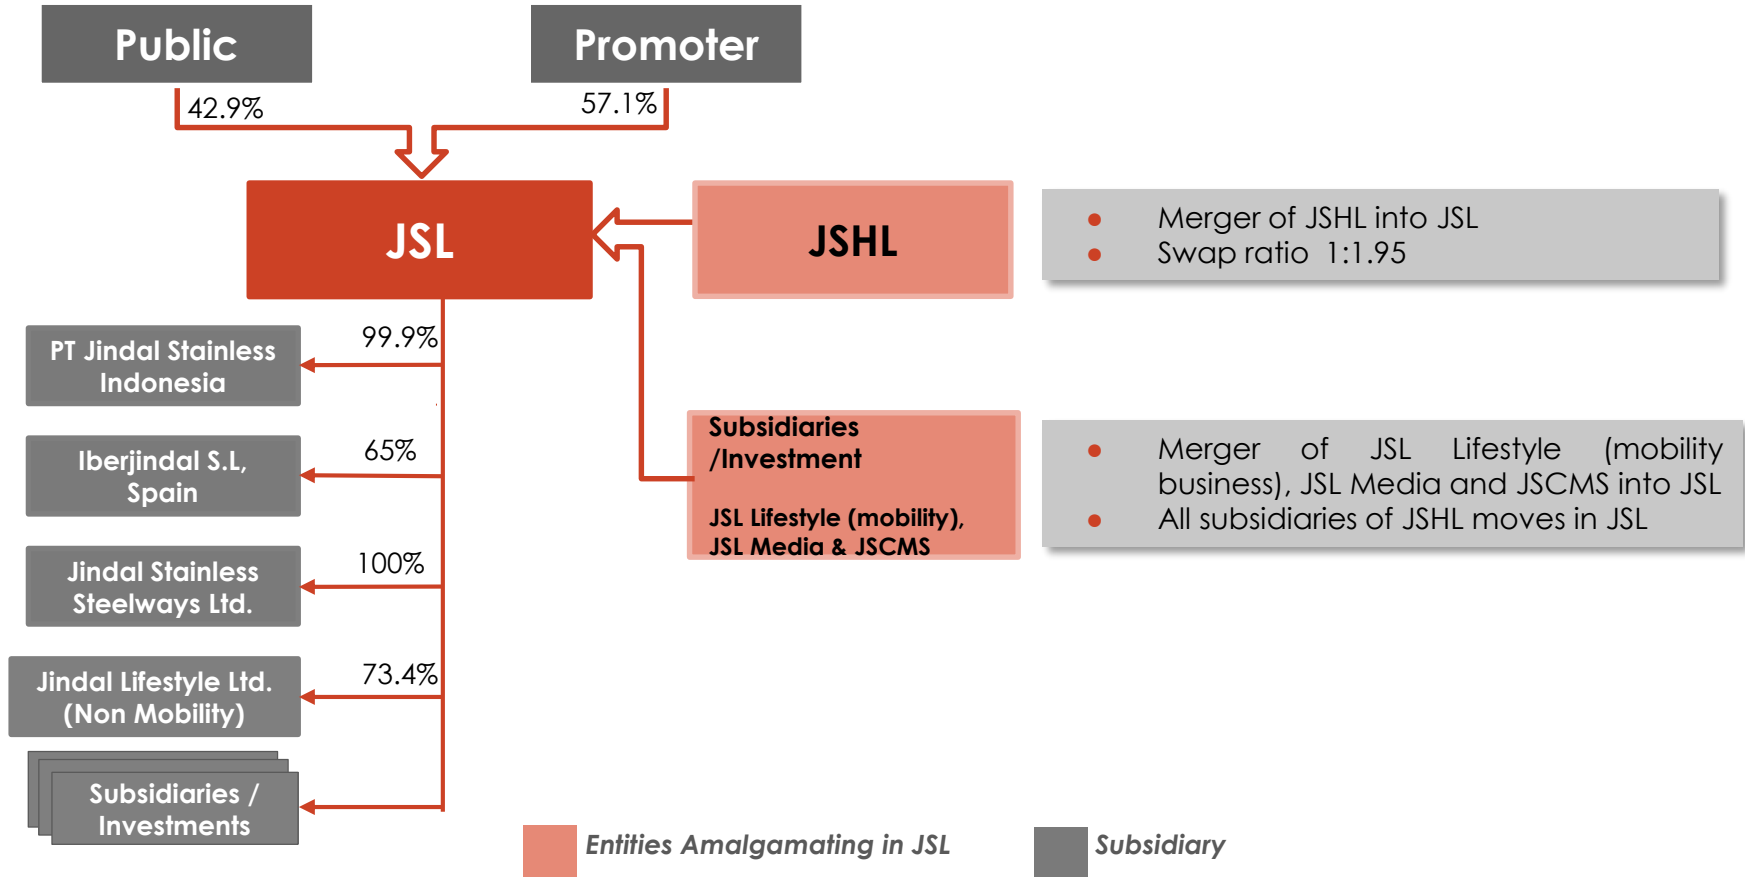 Public
Promoter
42.9%
57.1%
JSL
JSHL
● Merger of JSHL into JSL
● Swap ratio 1:1.95
PT Jindal Stainless
Indonesia
99.9%
Iberjindal S.L,
Spain
65%
Jindal Stainless
Steelways Ltd.
100%
Jindal Lifestyle Ltd.
(Non Mobility)
73.4%
Subsidiaries /
Investments
Subsidiaries
/Investment
JSL Lifestyle (mobility),
JSL Media & JSCMS
● Merger of JSL Lifestyle (mobility
business), JSL Media and JSCMS into JSL
● All subsidiaries of JSHL moves in JSL
Entities Amalgamating in JSL
Subsidiary